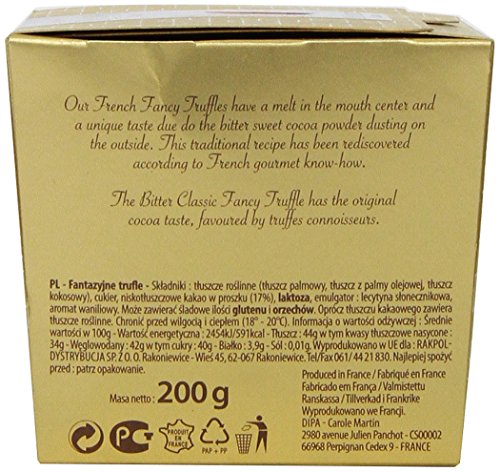 Our French Fancy Truffles have a melt in the mouth center and
a unique taste due do the bitter sweet cocoa powder dusting on
the outside. This traditional recipe has been rediscovered
according to French gourmet know-how.
The Bitter Classic Fancy Truffle has the original
cocoa taste, favoured by truffes connoisseurs.
PL - Fantazyjne trufle - Składniki : tłuszcze roślinne (tłuszcz palmowy, tłuszcz z palmy olejowej, tłuszcz
kokosowy), cukier, niskotłuszczowe kakao w proszku (17%), laktoza, emulgator : lecytyna słonecznikowa,
aromat waniliowy. Może zawierać śladowe ilości glutenu i orzechów. Oprócz tłuszczu kakaowego zawiera
tłuszcze roślinne. Chronić przed wilgocią i ciepłem (18° - 20°C). Informacja o wartości odżywczej : Średnie
wartości w 100g - Wartość energetyczna : 2454kJ/591kcal - Tłuszcz : 44g w tym kwasy tłuszczowe nasycone :
34g - Węglowodany : 42g w tym cukry : 40g - Białko : 3,9g - Sól : 0,01g. Wyprodukowano w UE dla : RAKPOL-
DYSTRYBUCJA SP. Z O. O. Rakoniewice - Wieś 45, 62-067 Rakoniewice. Tel/Fax 061/ 44 21 830. Najlepiej spożyć
przed : patrz opakowanie.
Masa netto : 200 g
Produced in France / Fabriqué en France
Fabricado em França / Valmistettu
Ranskassa / Tillverkad i Frankrike
Wyprodukowano we Francji.
DIPA - Carole Martin
2980 avenue Julien Panchot - CS00002
66968 Perpignan Cedex 9 - FRANCE
PRODUIT
EN FRANCE
PAP + PP